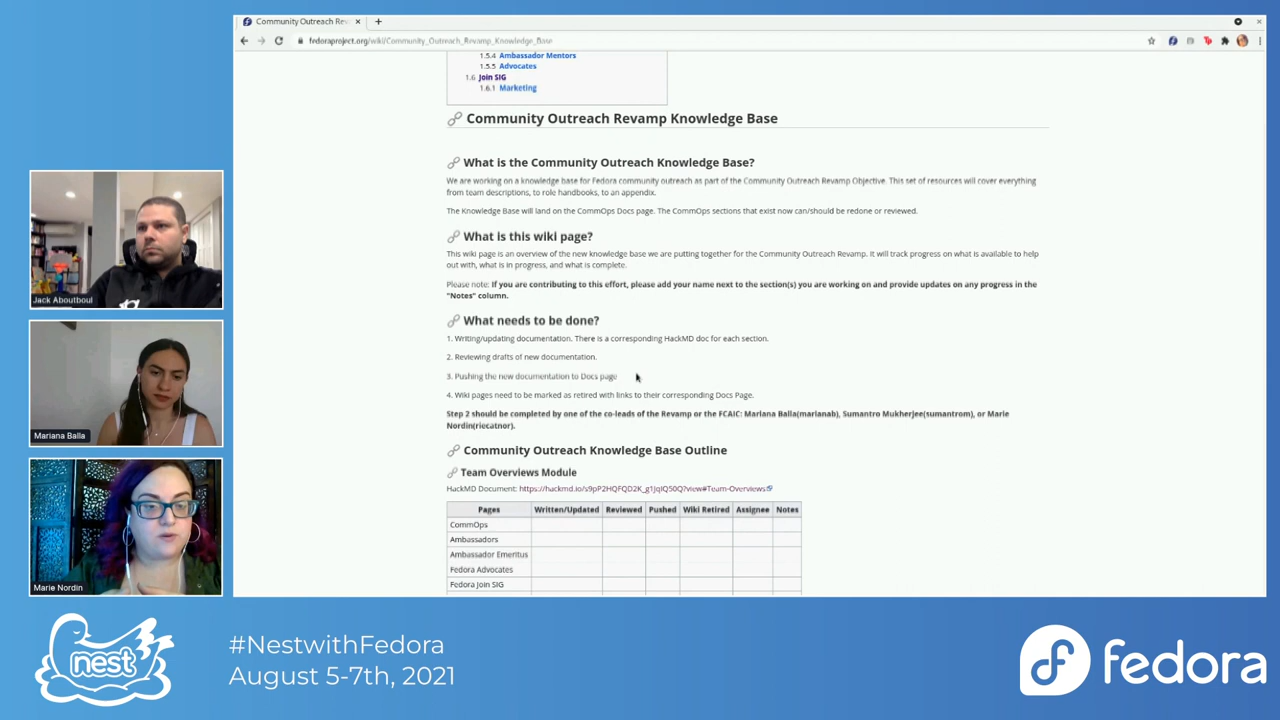 Community Outreach Re
fedoraproject.org/wiki/Community_Outreach_Revamp_Knowledge_Base
1.5.4 Ambassador Mentors
1.5.5 Advocates
1.6 Join SIG
1.6.1 Marketing
Community Outreach Revamp Knowledge Base
What is the Community Outreach Knowledge Base?
We are working on a knowledge base for Fedora community outreach as part of the Community Outreach Revamp Objective. This set of resources will cover everything
from team descriptions, to role handbooks, to an appendix.
The Knowledge Base will land on the CommOps Docs page. The CommOps sections that exist now can/should be redone or reviewed.
What is this wiki page?
This wiki page is an overview of the new knowledge base we are putting together for the Community Outreach Revamp. It will track progress on what is available to help
out with, what is in progress, and what is complete.
Please note: If you are contributing to this effort, please add your name next to the section(s) you are working on and provide updates on any progress in the
"Notes" column.
What needs to be done?
1. Writing/updating documentation. There is a corresponding HackMD doc for each section.
2. Reviewing drafts of new documentation.
3. Pushing the new documentation to Docs page
4. Wiki pages need to be marked as retired with links to their corresponding Docs Page.
Step 2 should be completed by one of the co-leads of the Revamp or the FCAIC: Mariana Balla(marianab), Sumantro Mukherjee(sumantrom), or Marie
Nordin(riecatnor).
Community Outreach Knowledge Base Outline
Team Overviews Module
HackMD Document: https://hackmd.io/s9pP2HQFQD2K_g1JqIQ50Q?view#Team-Overviews
Pages Written/Updated Reviewed Pushed Wiki Retired Assignee Notes
CommOps
Ambassadors
Ambassador Emeritus
Fedora Advocates
Fedora Join SIG
Jack Aboutboul
Mariana Balla
Marie Nordin
nest
#NestwithFedora
August 5-7th, 2021
fedora